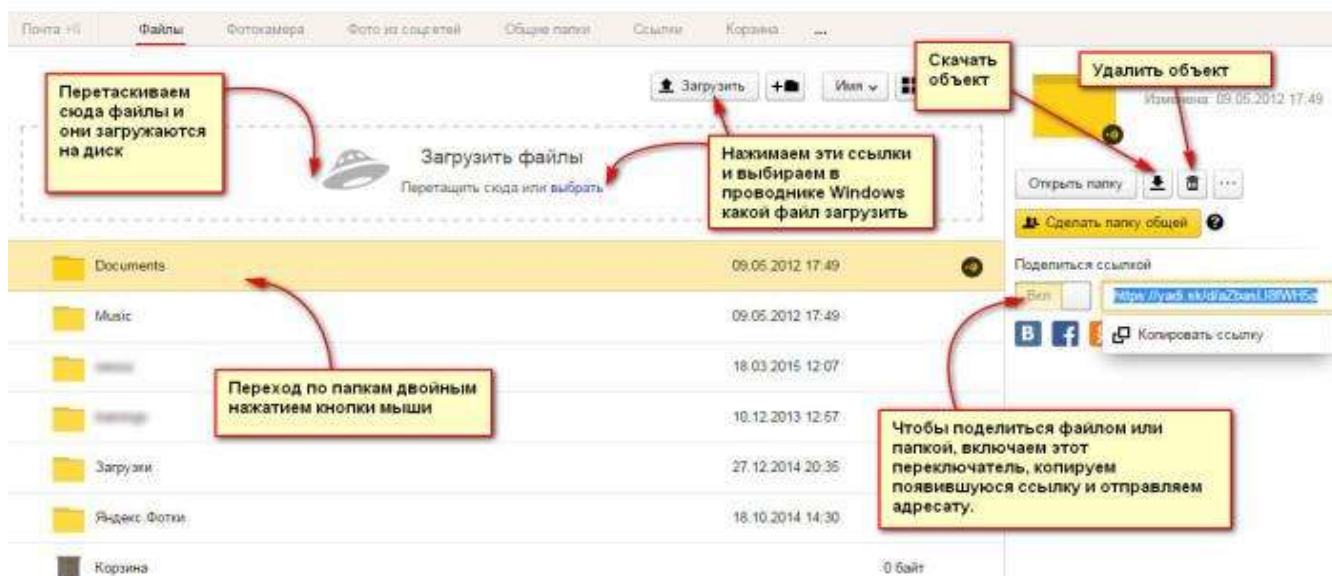 Почта +6 Файлы Фотокамера Фото из соцсетей Общие папки Ссылки Корзина ...
Перетаскиваем
сюда файлы и
они загружаются
на диск
Загрузить
Имя
Скачать
объект
Удалить объект
Изменена: 09.05.2012 17:49
Загрузить файлы
Перетащить сюда или выбрать
Нажимаем эти ссылки
и выбираем в
проводнике Windows
какой файл загрузить
Открыть папку ...
Сделать папку общей ?
Поделиться ссылкой
Вкл
Копировать ссылку
Documents 09.05.2012 17:49
Music 09.05.2012 17:49
18.03.2015 12:07
Переход по папкам двойным
нажатием кнопки мыши
10.12.2013 12:57
Чтобы поделиться файлом или
папкой, включаем этот
переключатель, копируем
появившуюся ссылку и отправляем
адресату.
Загрузки 27.12.2014 20:35
Яндекс.Фотки 18.10.2014 14:30
Корзина 0 байт